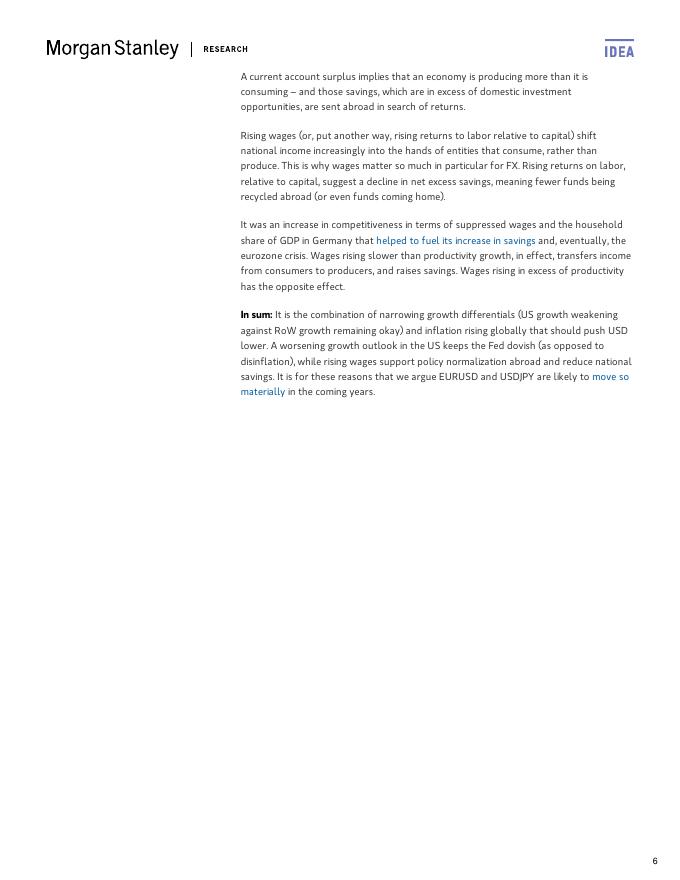 Morgan Stanley | RESEARCH
IDEA
A current account surplus implies that an economy is producing more than it is
consuming – and those savings, which are in excess of domestic investment
opportunities, are sent abroad in search of returns.
Rising wages (or, put another way, rising returns to labor relative to capital) shift
national income increasingly into the hands of entities that consume, rather than
produce. This is why wages matter so much in particular for FX. Rising returns on labor,
relative to capital, suggest a decline in net excess savings, meaning fewer funds being
recycled abroad (or even funds coming home).
It was an increase in competitiveness in terms of suppressed wages and the household
share of GDP in Germany that helped to fuel its increase in savings and, eventually, the
eurozone crisis. Wages rising slower than productivity growth, in effect, transfers income
from consumers to producers, and raises savings. Wages rising in excess of productivity
has the opposite effect.
In sum: It is the combination of narrowing growth differentials (US growth weakening
against RoW growth remaining okay) and inflation rising globally that should push USD
lower. A worsening growth outlook in the US keeps the Fed dovish (as opposed to
disinflation), while rising wages support policy normalization abroad and reduce national
savings. It is for these reasons that we argue EURUSD and USDJPY are likely to move so
materially in the coming years.
6